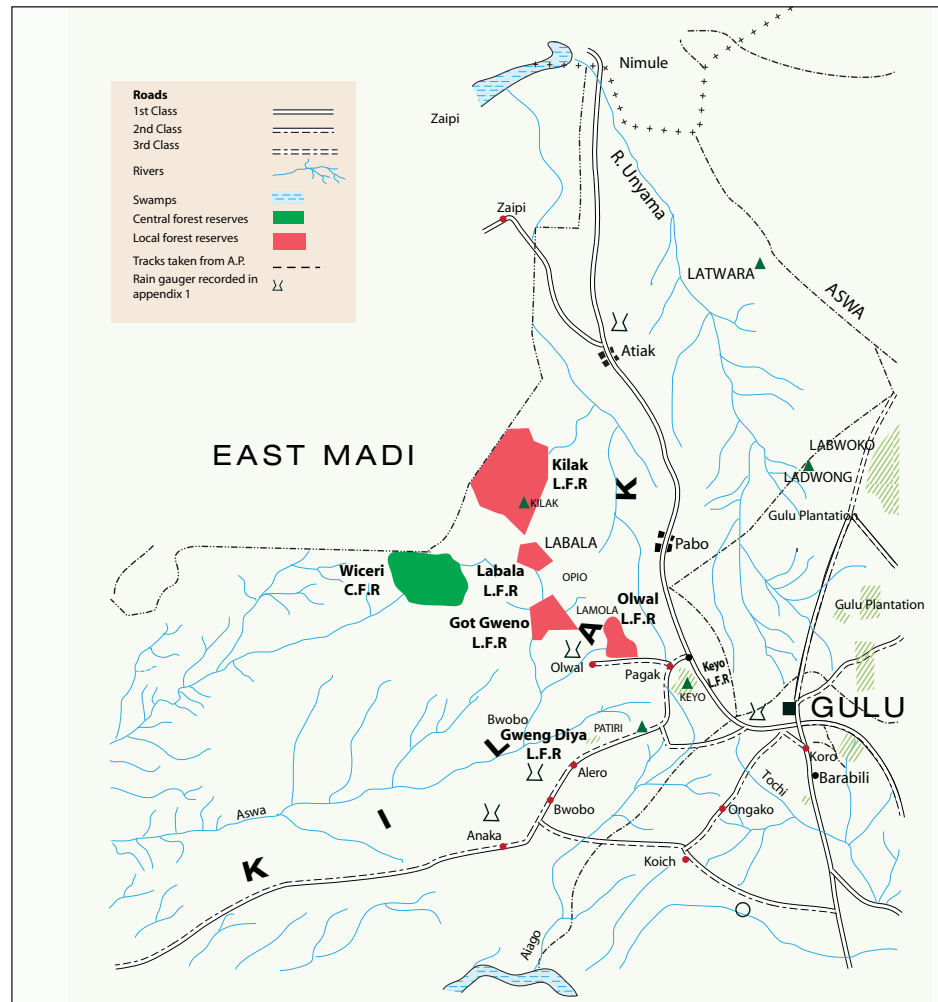 Roads
1st Class
2nd Class
3rd Class
Rivers
Swamps
Central forest reserves
Local forest reserves
Tracks taken from A.P.
Rain gauger recorded in
appendix 1
Nimule
Zaipi
R. Unyama
Zaipi
LATWARA
ASWA
Atiak
EAST MADI
LABWOKO
Kilak
L.F.R
LADWONG
KILAK
K
Gulu Plantation
LABALA
Pabo
Wiceri
C.F.R
Labala
L.F.R
OPIO
Olwal
L.F.R
Gulu Plantation
LAMOLA
Got Gweno
L.F.R
A
Olwal
Pagak
Keyo
L.F.R
KEYO
GULU
Bwobo
PATIRI
Gweng Diya
L.F.R
L
Koro
Alero
Tochi
Barabili
Aswa
Bwobo
Ongako
I
Anaka
Koich
K
Aiago